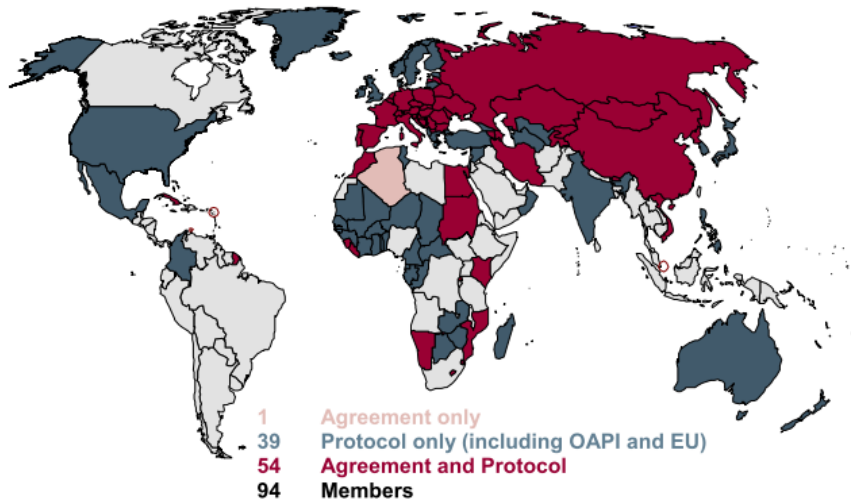 1 Agreement only
39 Protocol only (including OAPI and EU)
54 Agreement and Protocol
94 Members